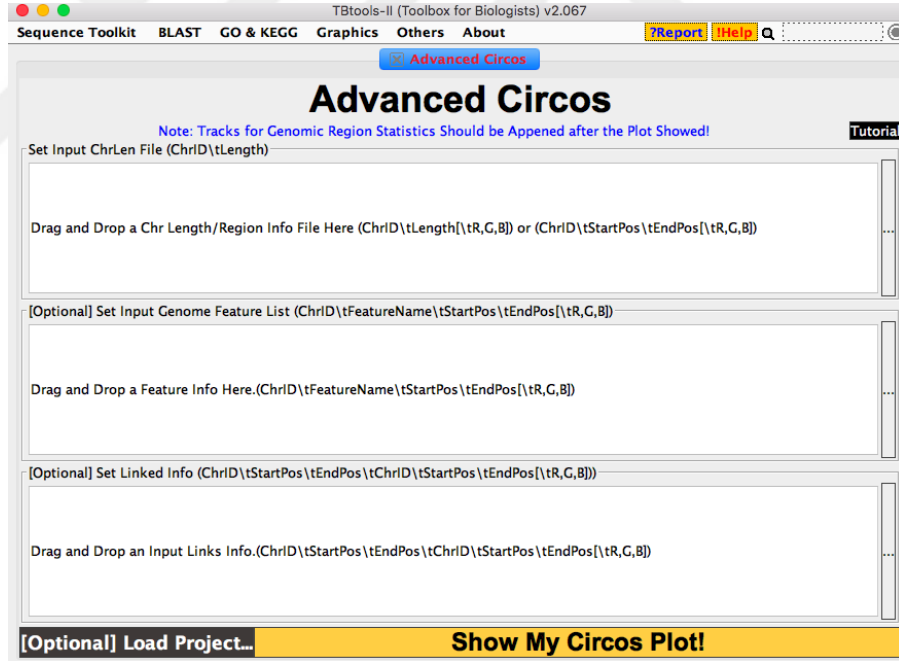 TBtools-II (Toolbox for Biologists) v2.067
Sequence Toolkit BLAST GO & KEGG Graphics Others About ?Report !Help
Advanced Circos
Advanced Circos
Note: Tracks for Genomic Region Statistics Should be Appened after the Plot Showed!
Tutorial
Set Input ChrLen File (ChrID\tLength)
Drag and Drop a Chr Length/Region Info File Here (ChrID\tLength[\tR,G,B]) or (ChrID\tStartPos\tEndPos[\tR,G,B])
...
[Optional] Set Input Genome Feature List (ChrID\tFeatureName\tStartPos\tEndPos[\tR,G,B])
Drag and Drop a Feature Info Here.(ChrID\tFeatureName\tStartPos\tEndPos[\tR,G,B])
...
[Optional] Set Linked Info (ChrID\tStartPos\tEndPos\tChrID\tStartPos\tEndPos[\tR,G,B]))
Drag and Drop an Input Links Info.(ChrID\tStartPos\tEndPos\tChrID\tStartPos\tEndPos[\tR,G,B])
...
[Optional] Load Project... Show My Circos Plot!